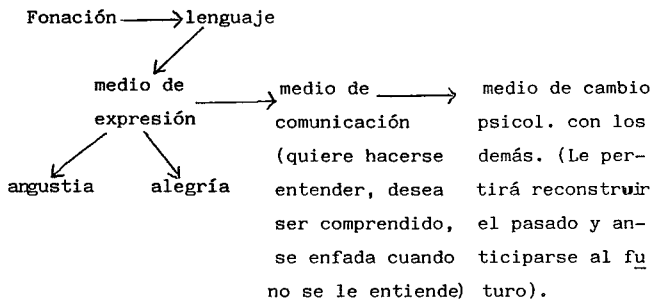 Fonación lenguaje
medio de
expresión
angustia alegría
medio de
comunicación
(quiere hacerse
entender, desea
ser comprendido,
se enfada cuando
no se le entiende)
medio de cambio
psicol. con los
demás. (Le per-
tirá reconstruir
el pasado y an-
ticiparse al fu
turo).